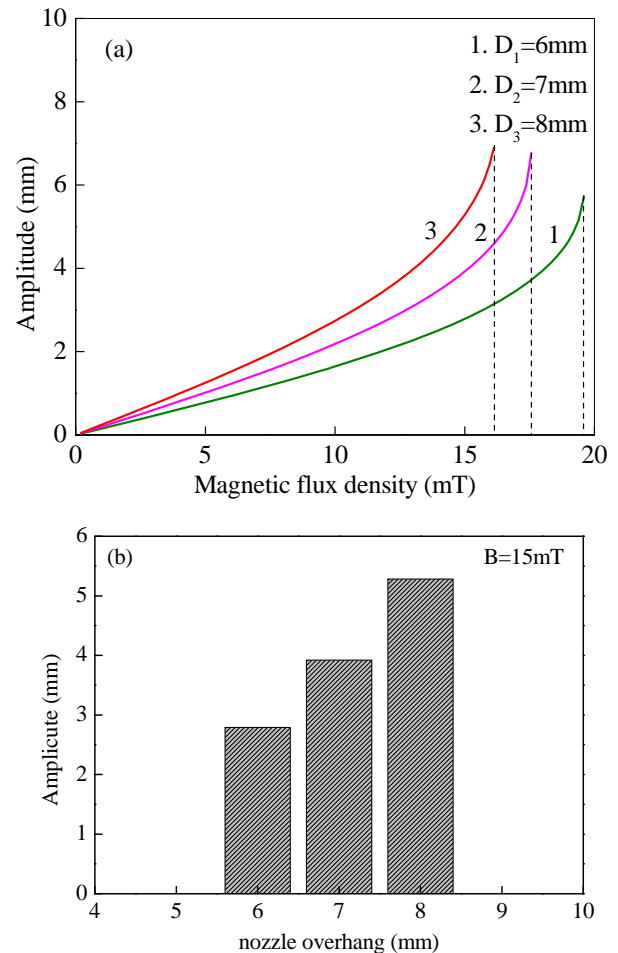 10
(a)
1. D₁=6mm
8
2. D₂=7mm
3. D₃=8mm
6
3
2
1
4
2
0
0
5
10
15
20
Amplitude (mm)
Magnetic flux density (mT)
6
(b)
B=15mT
5
4
3
2
1
0
4
5
6
7
8
9
10
Amplicute (mm)
nozzle overhang (mm)